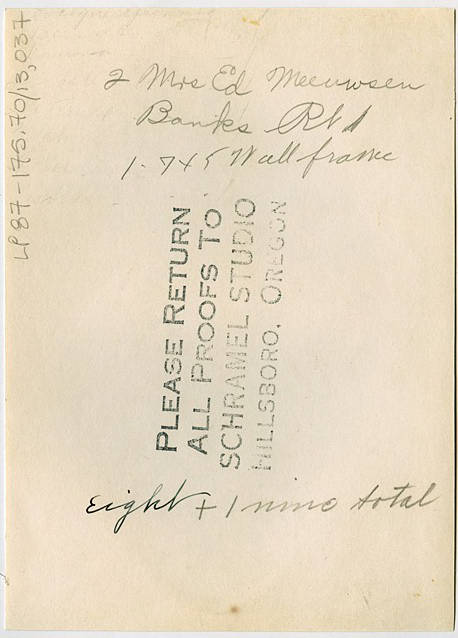 LP87-175.70/13,037
2 Mrs Ed Meeuwsen
Banks Rt 1
1-7x5 Wall frame
PLEASE RETURN
ALL PROOFS TO
SCHRAMEL STUDIO
HILLSBORO, OREGON
eight + 1 nine total